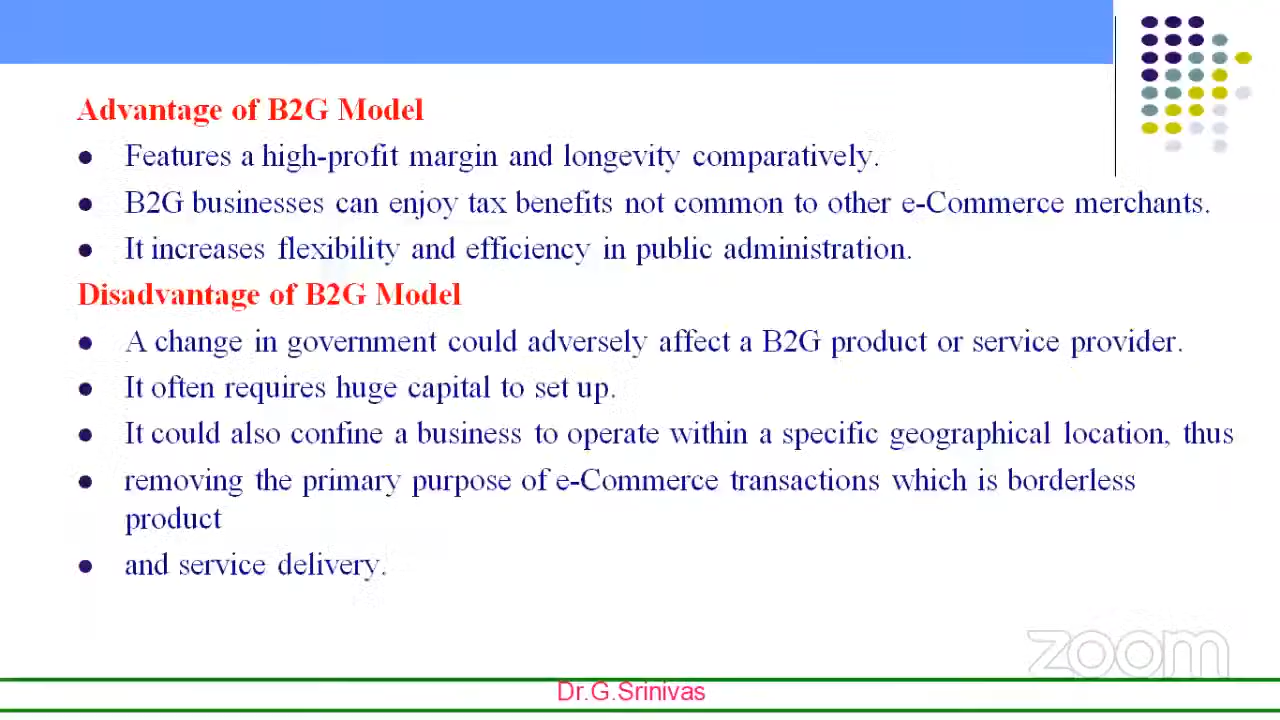 Advantage of B2G Model
● Features a high-profit margin and longevity comparatively.
● B2G businesses can enjoy tax benefits not common to other e-Commerce merchants.
● It increases flexibility and efficiency in public administration.
Disadvantage of B2G Model
● A change in government could adversely affect a B2G product or service provider.
● It often requires huge capital to set up.
● It could also confine a business to operate within a specific geographical location, thus
● removing the primary purpose of e-Commerce transactions which is borderless
product
● and service delivery.
zoom
Dr.G.Srinivas